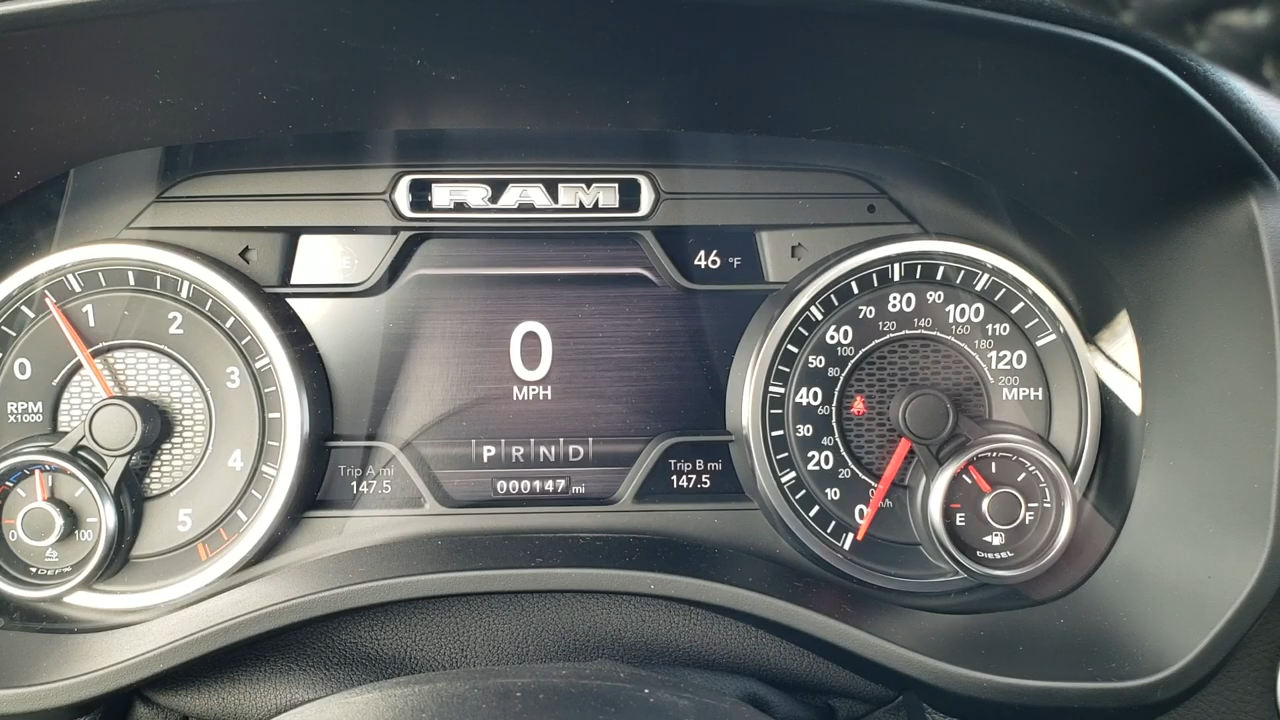 RAM
46 °F
0
MPH
P R N D
000147 mi
Trip A mi
147.5
Trip B mi
147.5
0 1 2 3 4 5
RPM
X1000
0 100
DEF%
0 10 20 30 40 50 60 70 80 90 100 110 120
MPH
0 20 40 60 80 100 120 140 160 180 200
km/h
E F
DIESEL